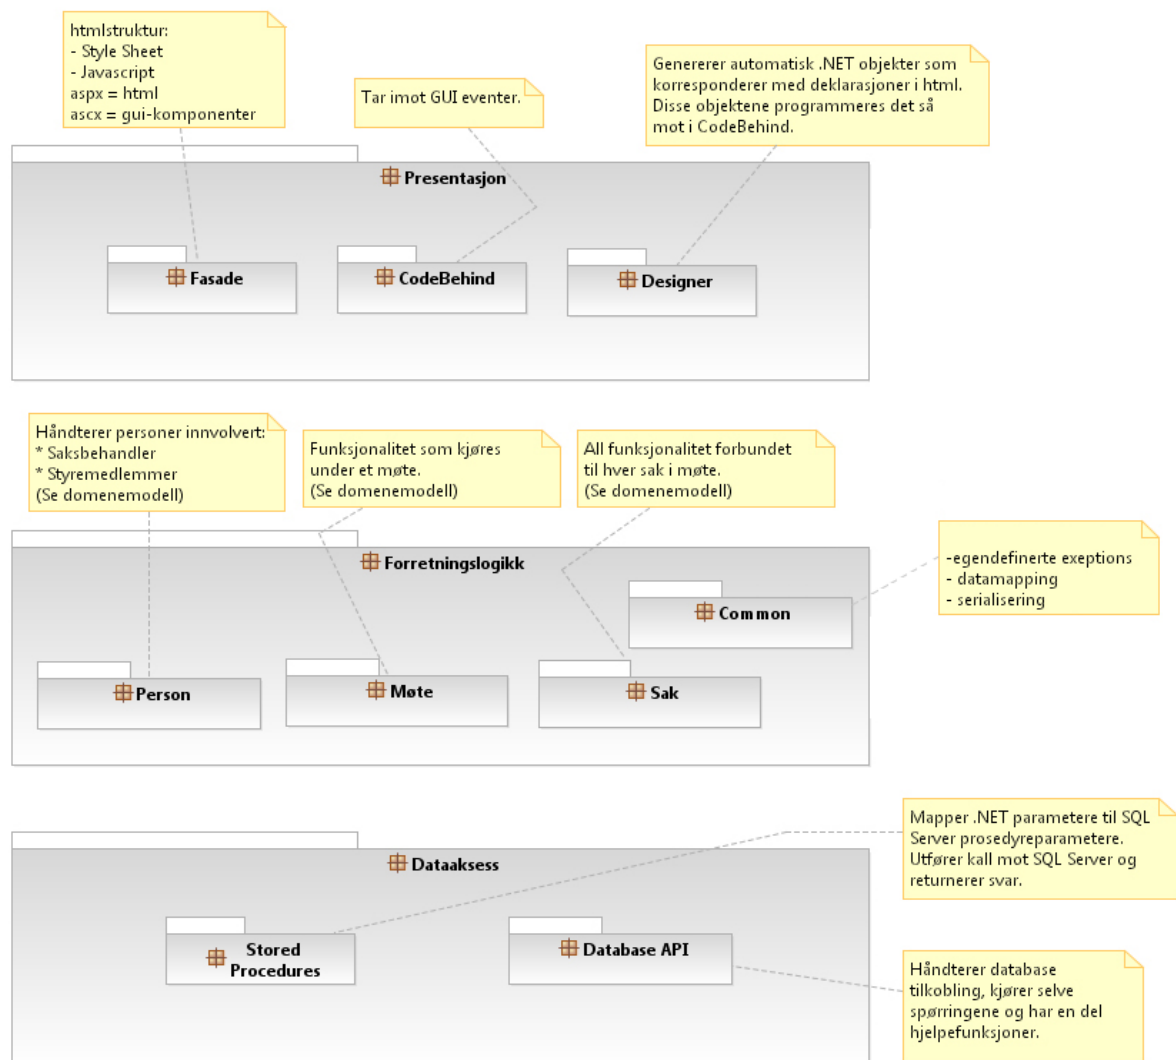 htmlstruktur:
- Style Sheet
- Javascript
aspx = html
ascx = gui-komponenter
Tar imot GUI eventer.
Genererer automatisk .NET objekter som
korresponderer med deklarasjoner i html.
Disse objektene programmeres det så
mot i CodeBehind.
Presentasjon
Fasade
CodeBehind
Designer
Håndterer personer innvolvert:
* Saksbehandler
* Styremedlemmer
(Se domenemodell)
Funksjonalitet som kjøres
under et møte.
(Se domenemodell)
All funksjonalitet forbundet
til hver sak i møte.
(Se domenemodell)
-egendefinerte exeptions
- datamapping
- serialisering
Forretningslogikk
Common
Person
Møte
Sak
Mapper .NET parametere til SQL
Server prosedyreparametere.
Utfører kall mot SQL Server og
returnerer svar.
Dataaksess
Stored
Procedures
Database API
Håndterer database
tilkobling, kjører selve
spørringene og har en del
hjelpefunksjoner.